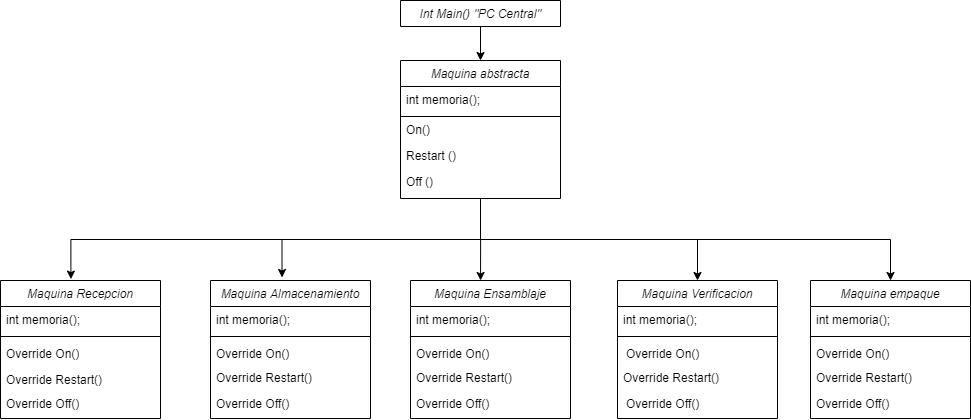 Int Main() "PC Central"
Maquina abstracta
int memoria();
On()
Restart ()
Off ()
Maquina Recepcion
int memoria();
Override On()
Override Restart()
Override Off()
Maquina Almacenamiento
int memoria();
Override On()
Override Restart()
Override Off()
Maquina Ensamblaje
int memoria();
Override On()
Override Restart()
Override Off()
Maquina Verificacion
int memoria();
Override On()
Override Restart()
Override Off()
Maquina empaque
int memoria();
Override On()
Override Restart()
Override Off()